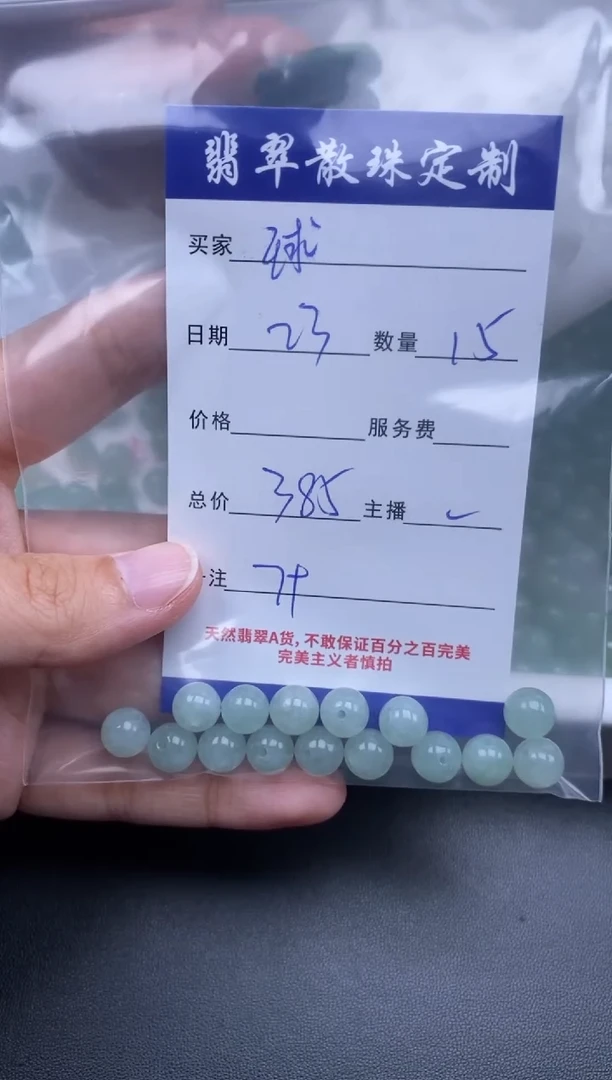 翡翠散珠定制
买家 球
日期 23 数量 15
价格 服务费
总价 385 主播 ✓
注
天然翡翠A货,不敢保证百分之百完美
完美主义者慎拍